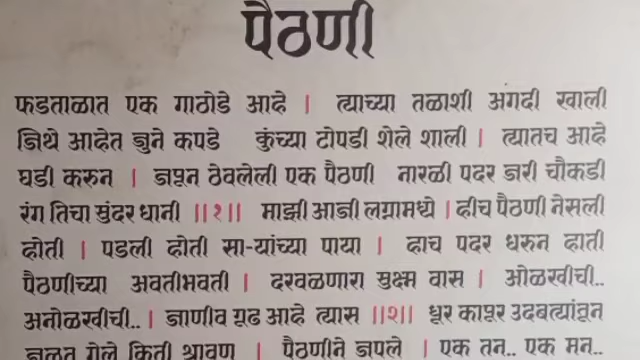 पैठणी
फडताळात एक गाठोडे आहे । त्याच्या तळाशी अगदी खाली
जिथे आहेत जुने कपडे कुंच्या टोपडी शेले शाली । त्यातच आहे
घडी करुन । जपून ठेवलेली एक पैठणी नारळी पदर जरी चौकडी
रंग तिचा सुंदर धानी ॥१॥ माझी आजी लग्नामध्ये । हीच पैठणी नेसली
होती । पडली होती सा-यांच्या पाया । हाच पदर धरुन हाती
पैठणीच्या अवतीभवती । दरवळणारा सुक्ष्म वास । ओळखीची..
अनोळखीची.. । जाणीव गूढ आहे त्यास ॥२॥ धूर कापूर उदबत्यांतून
जळत गेले किती श्रावण । पैठणीने जपले । एक तन.. एक मन..